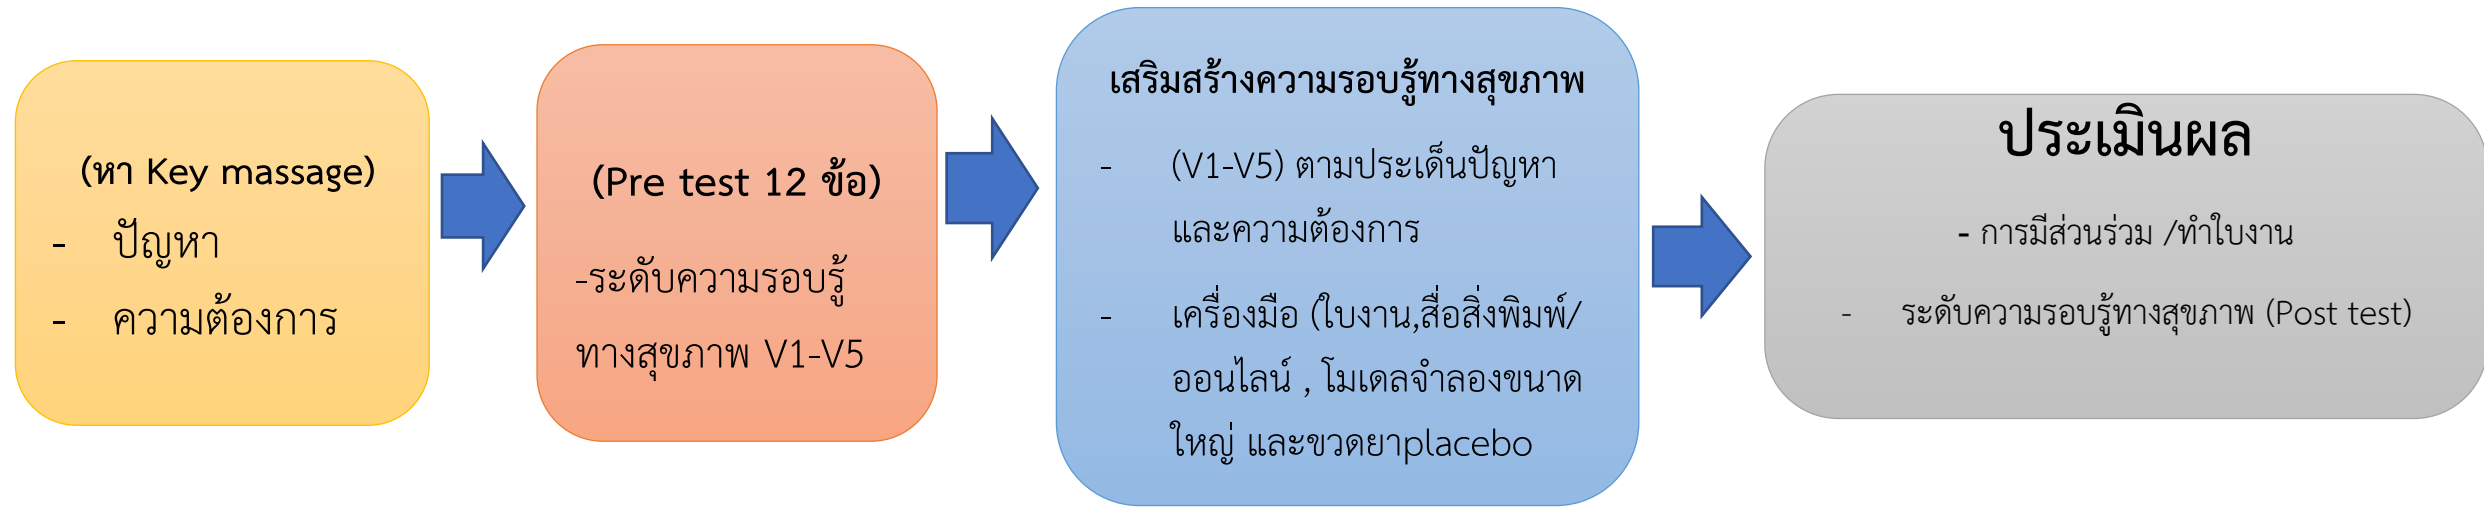 (หา Key massage)
- ปัญหา
- ความต้องการ
(Pre test 12 ข้อ)
-ระดับความรอบรู้
ทางสุขภาพ V1-V5
เสริมสร้างความรอบรู้ทางสุขภาพ
- (V1-V5) ตามประเด็นปัญหา
และความต้องการ
- เครื่องมือ (ใบงาน,สื่อสิ่งพิมพ์/
ออนไลน์ , โมเดลจำลองขนาด
ใหญ่ และขวดยาplacebo
ประเมินผล
- การมีส่วนร่วม /ทำใบงาน
- ระดับความรอบรู้ทางสุขภาพ (Post test)